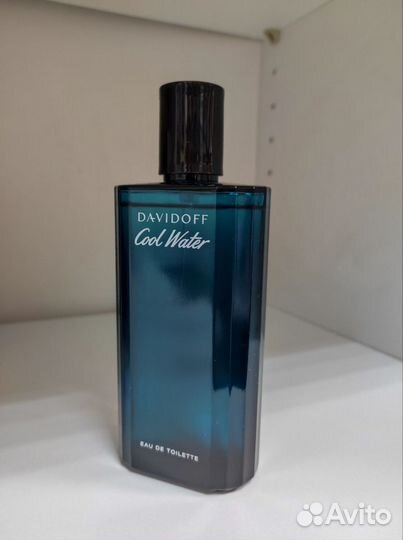 DAVIDOFF
Cool Water
EAU DE TOILETTE
Avito